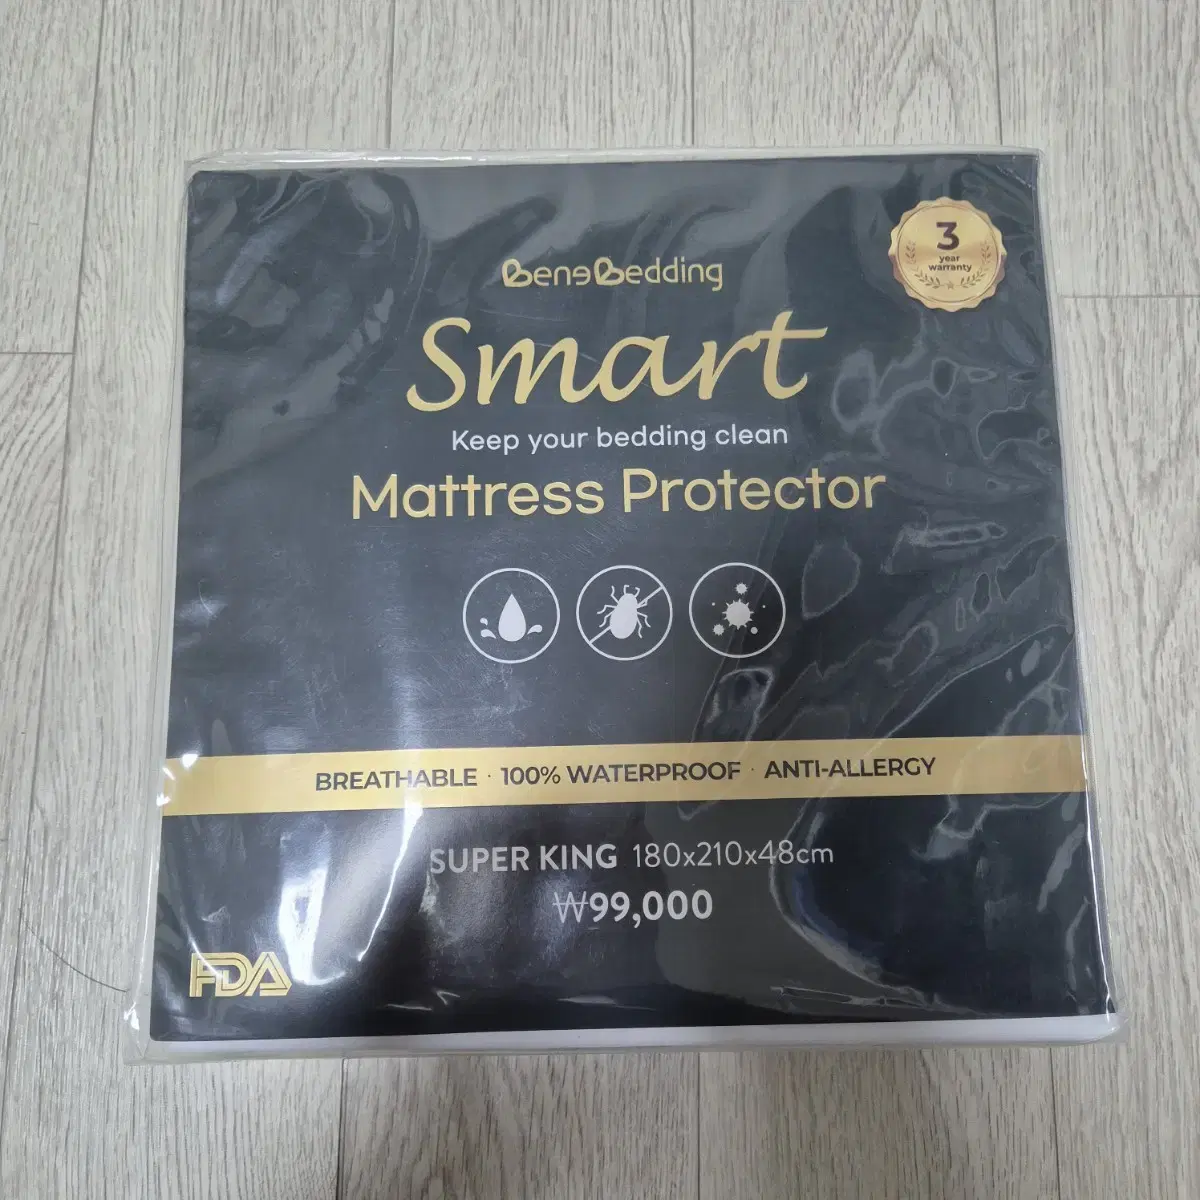 3
year
warranty
BeneBedding
Smart
Keep your bedding clean
Mattress Protector
BREATHABLE · 100% WATERPROOF · ANTI-ALLERGY
SUPER KING 180x210x48cm
₩99,000
FDA